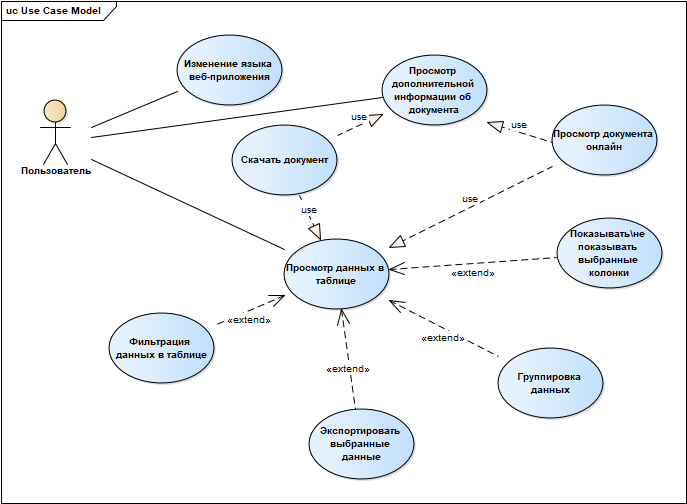 uc Use Case Model
Изменение языка
веб-приложения
Просмотр
дополнительной
информации об
документа
use
use
Пользователь
Скачать документ
Просмотр документа
онлайн
use
use
Показывать\не
показывать
выбранные
колонки
Просмотр данных в
таблице
«extend»
«extend»
«extend»
Фильтрация
данных в таблице
«extend»
Группировка
данных
Экспортировать
выбранные
данные